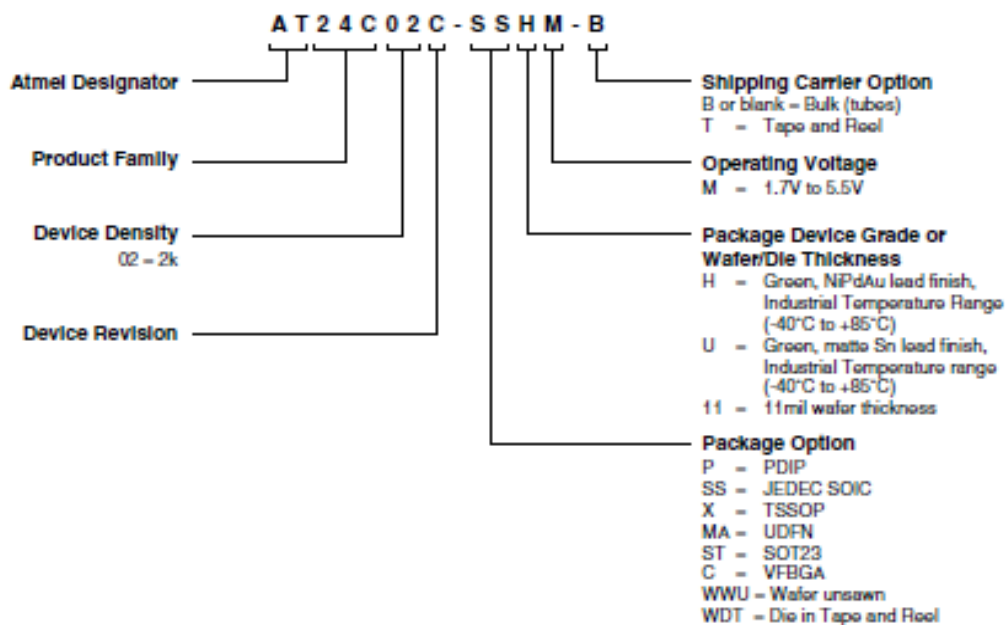 AT24C02C-SSHM-B
Atmel Designator
Product Family
Device Density
02 = 2k
Device Revision
Shipping Carrier Option
B or blank = Bulk (tubes)
T = Tape and Reel
Operating Voltage
M = 1.7V to 5.5V
Package Device Grade or
Wafer/Die Thickness
H = Green, NiPdAu lead finish,
Industrial Temperature Range
(-40°C to +85°C)
U = Green, matte Sn lead finish,
Industrial Temperature range
(-40°C to +85°C)
11 = 11mil wafer thickness
Package Option
P = PDIP
SS = JEDEC SOIC
X = TSSOP
MA = UDFN
ST = SOT23
C = VFBGA
WWU = Wafer unsawn
WDT = Die in Tape and Reel